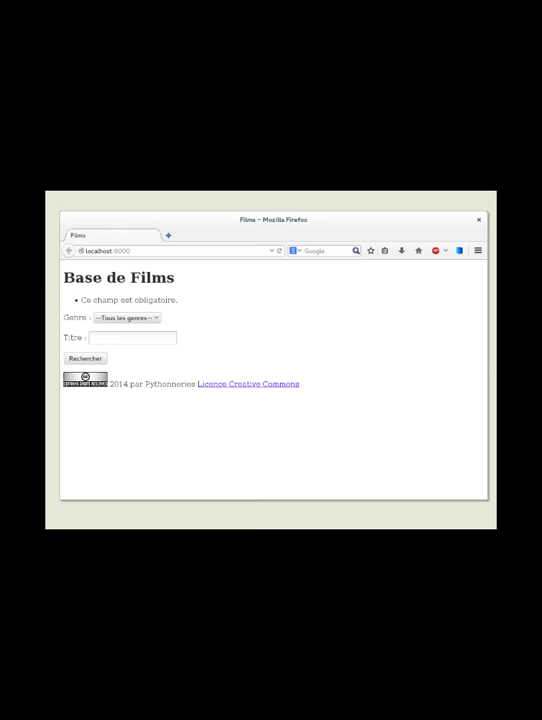 Films - Mozilla Firefox
Films
localhost:8000
Google
Base de Films
Ce champ est obligatoire.
Genre : --Tous les genres--
Titre :
Rechercher
2014 par Pythonneries Licence Creative Commons